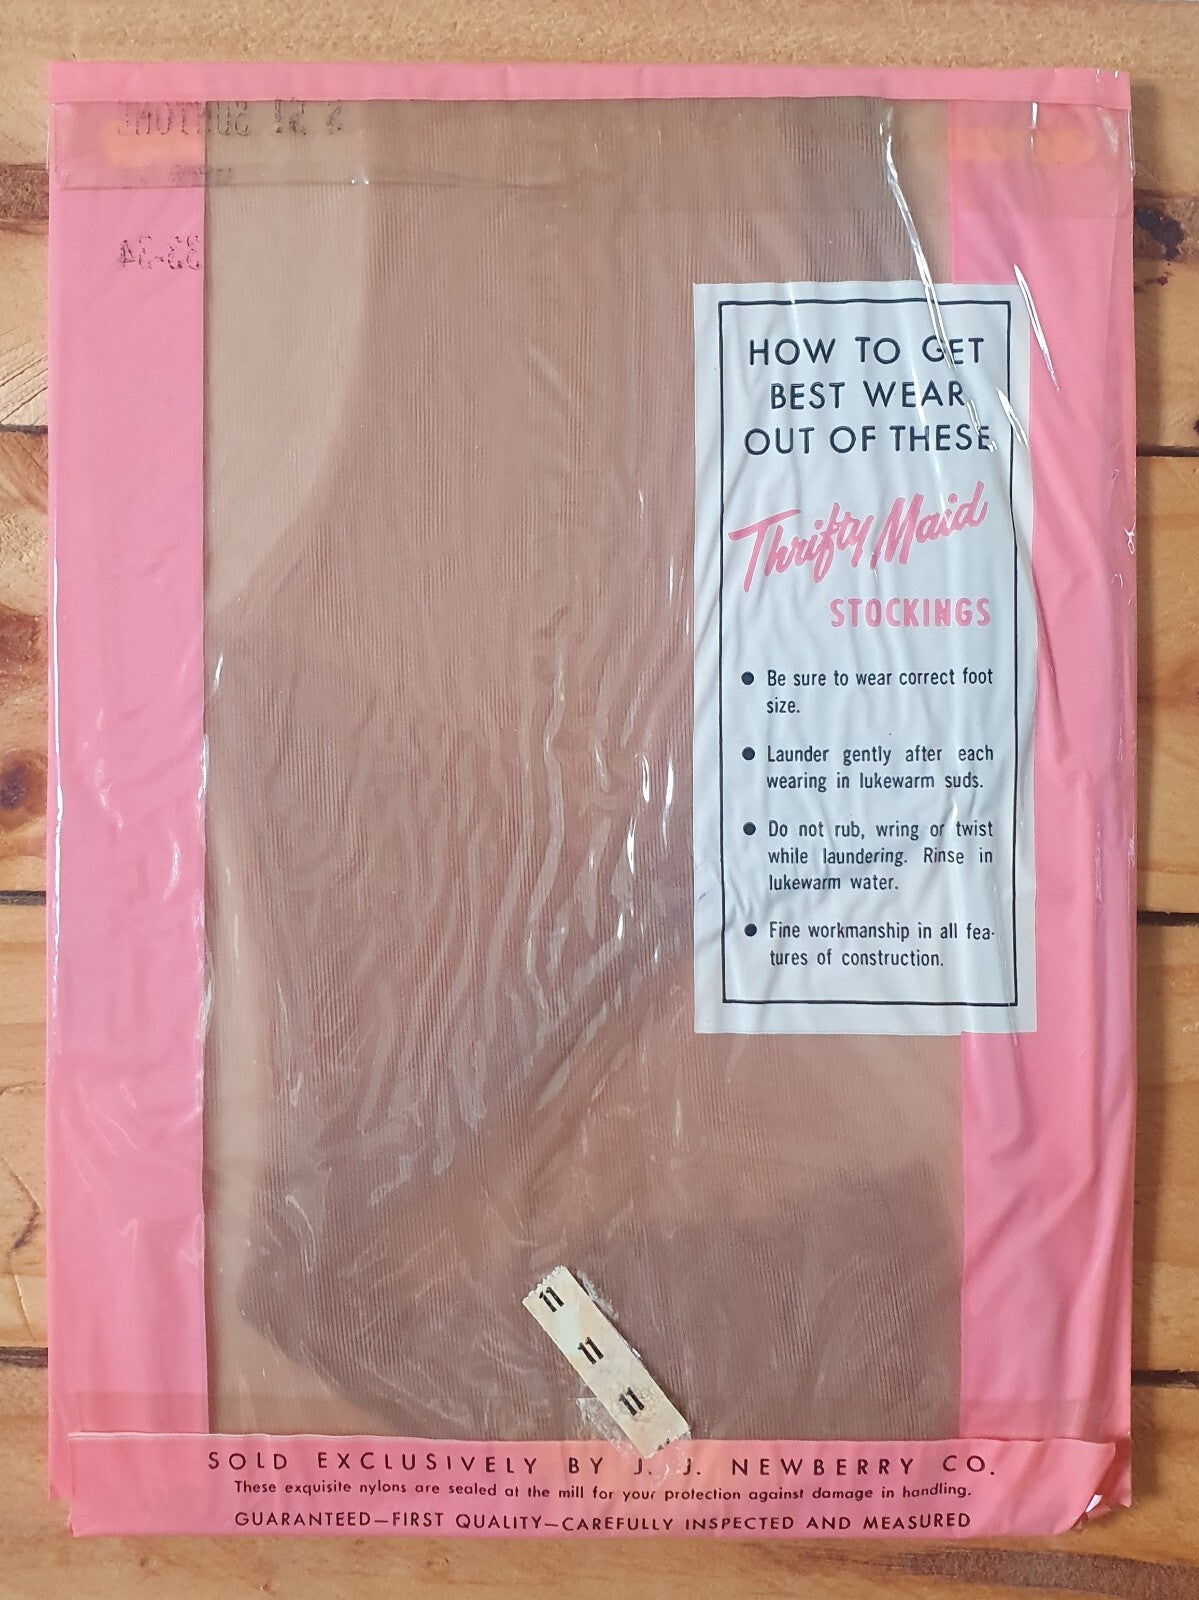 SUNTONE
33-34
HOW TO GET
BEST WEAR
OUT OF THESE
Thrifty Maid
STOCKINGS
● Be sure to wear correct foot
size.
● Launder gently after each
wearing in lukewarm suds.
● Do not rub, wring or twist
while laundering. Rinse in
lukewarm water.
● Fine workmanship in all fea-
tures of construction.
11
11
11
SOLD EXCLUSIVELY BY J. J. NEWBERRY CO.
These exquisite nylons are sealed at the mill for your protection against damage in handling.
GUARANTEED—FIRST QUALITY—CAREFULLY INSPECTED AND MEASURED